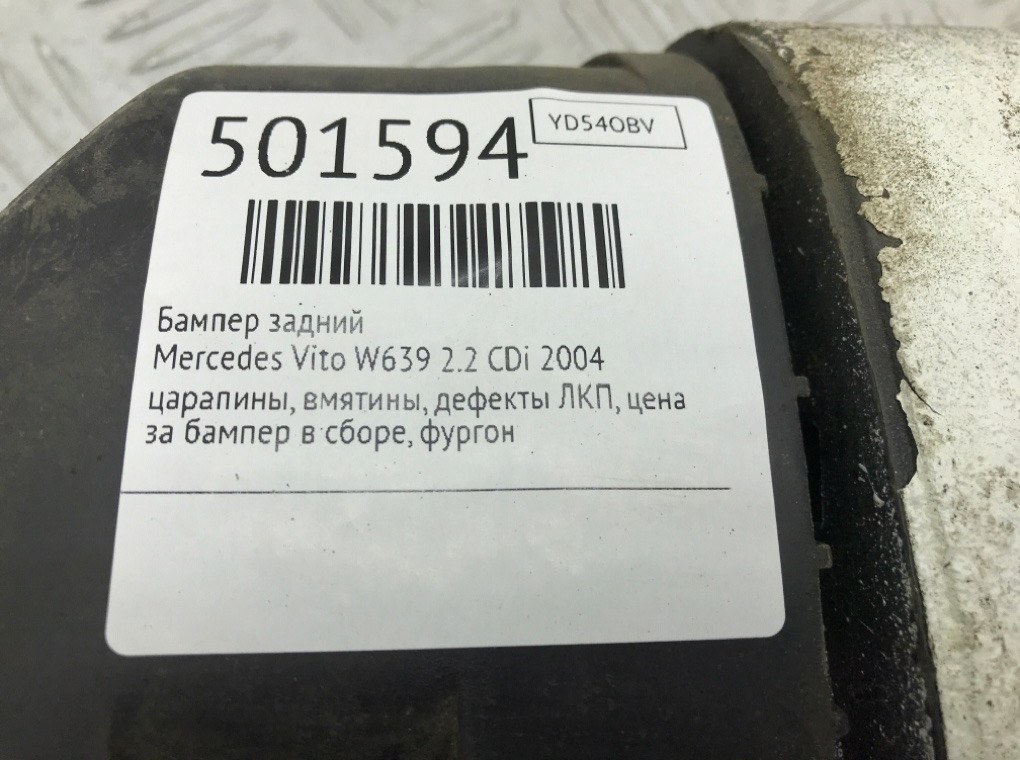 501594
YD54OBV
Бампер задний
Mercedes Vito W639 2.2 CDi 2004
царапины, вмятины, дефекты ЛКП, цена
за бампер в сборе, фургон